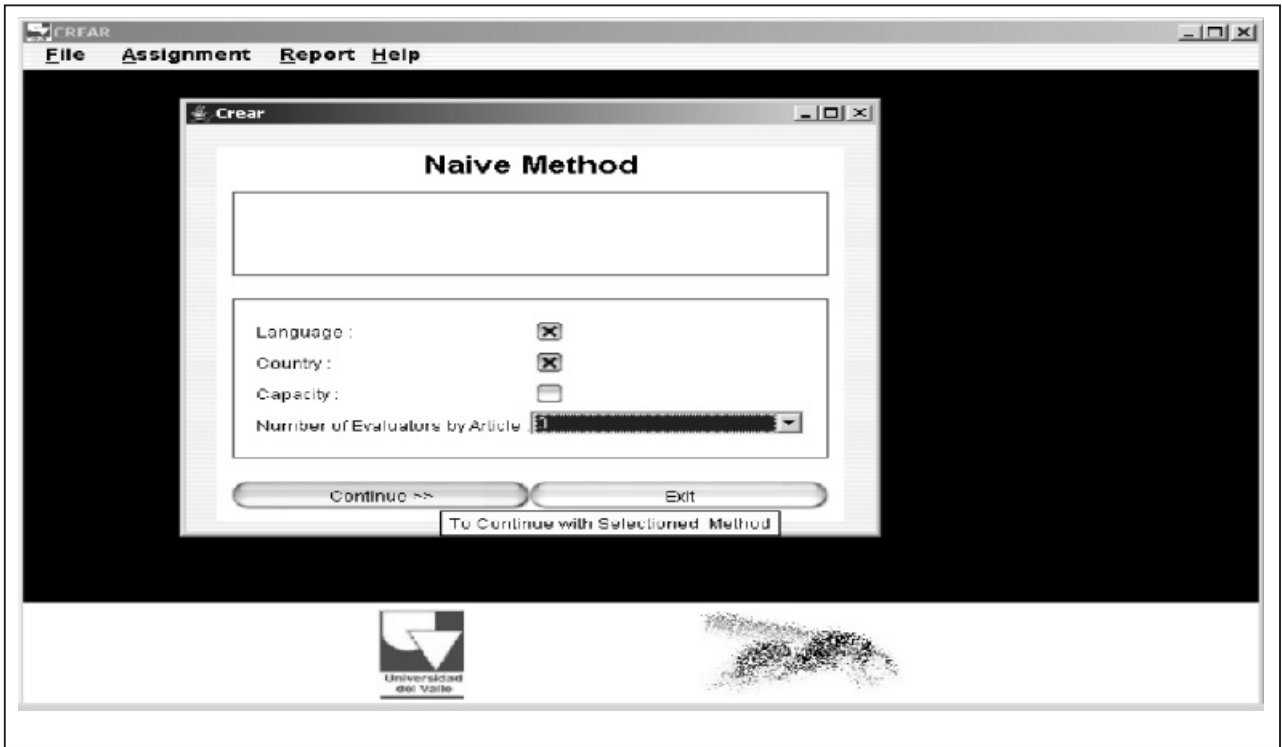 CREAR
File Assignment Report Help
Crear
Naive Method
Language :
Country :
Capacity :
Number of Evaluators by Article :
Continue >>
Exit
To Continue with Selectioned Method
Universidad
del Valle